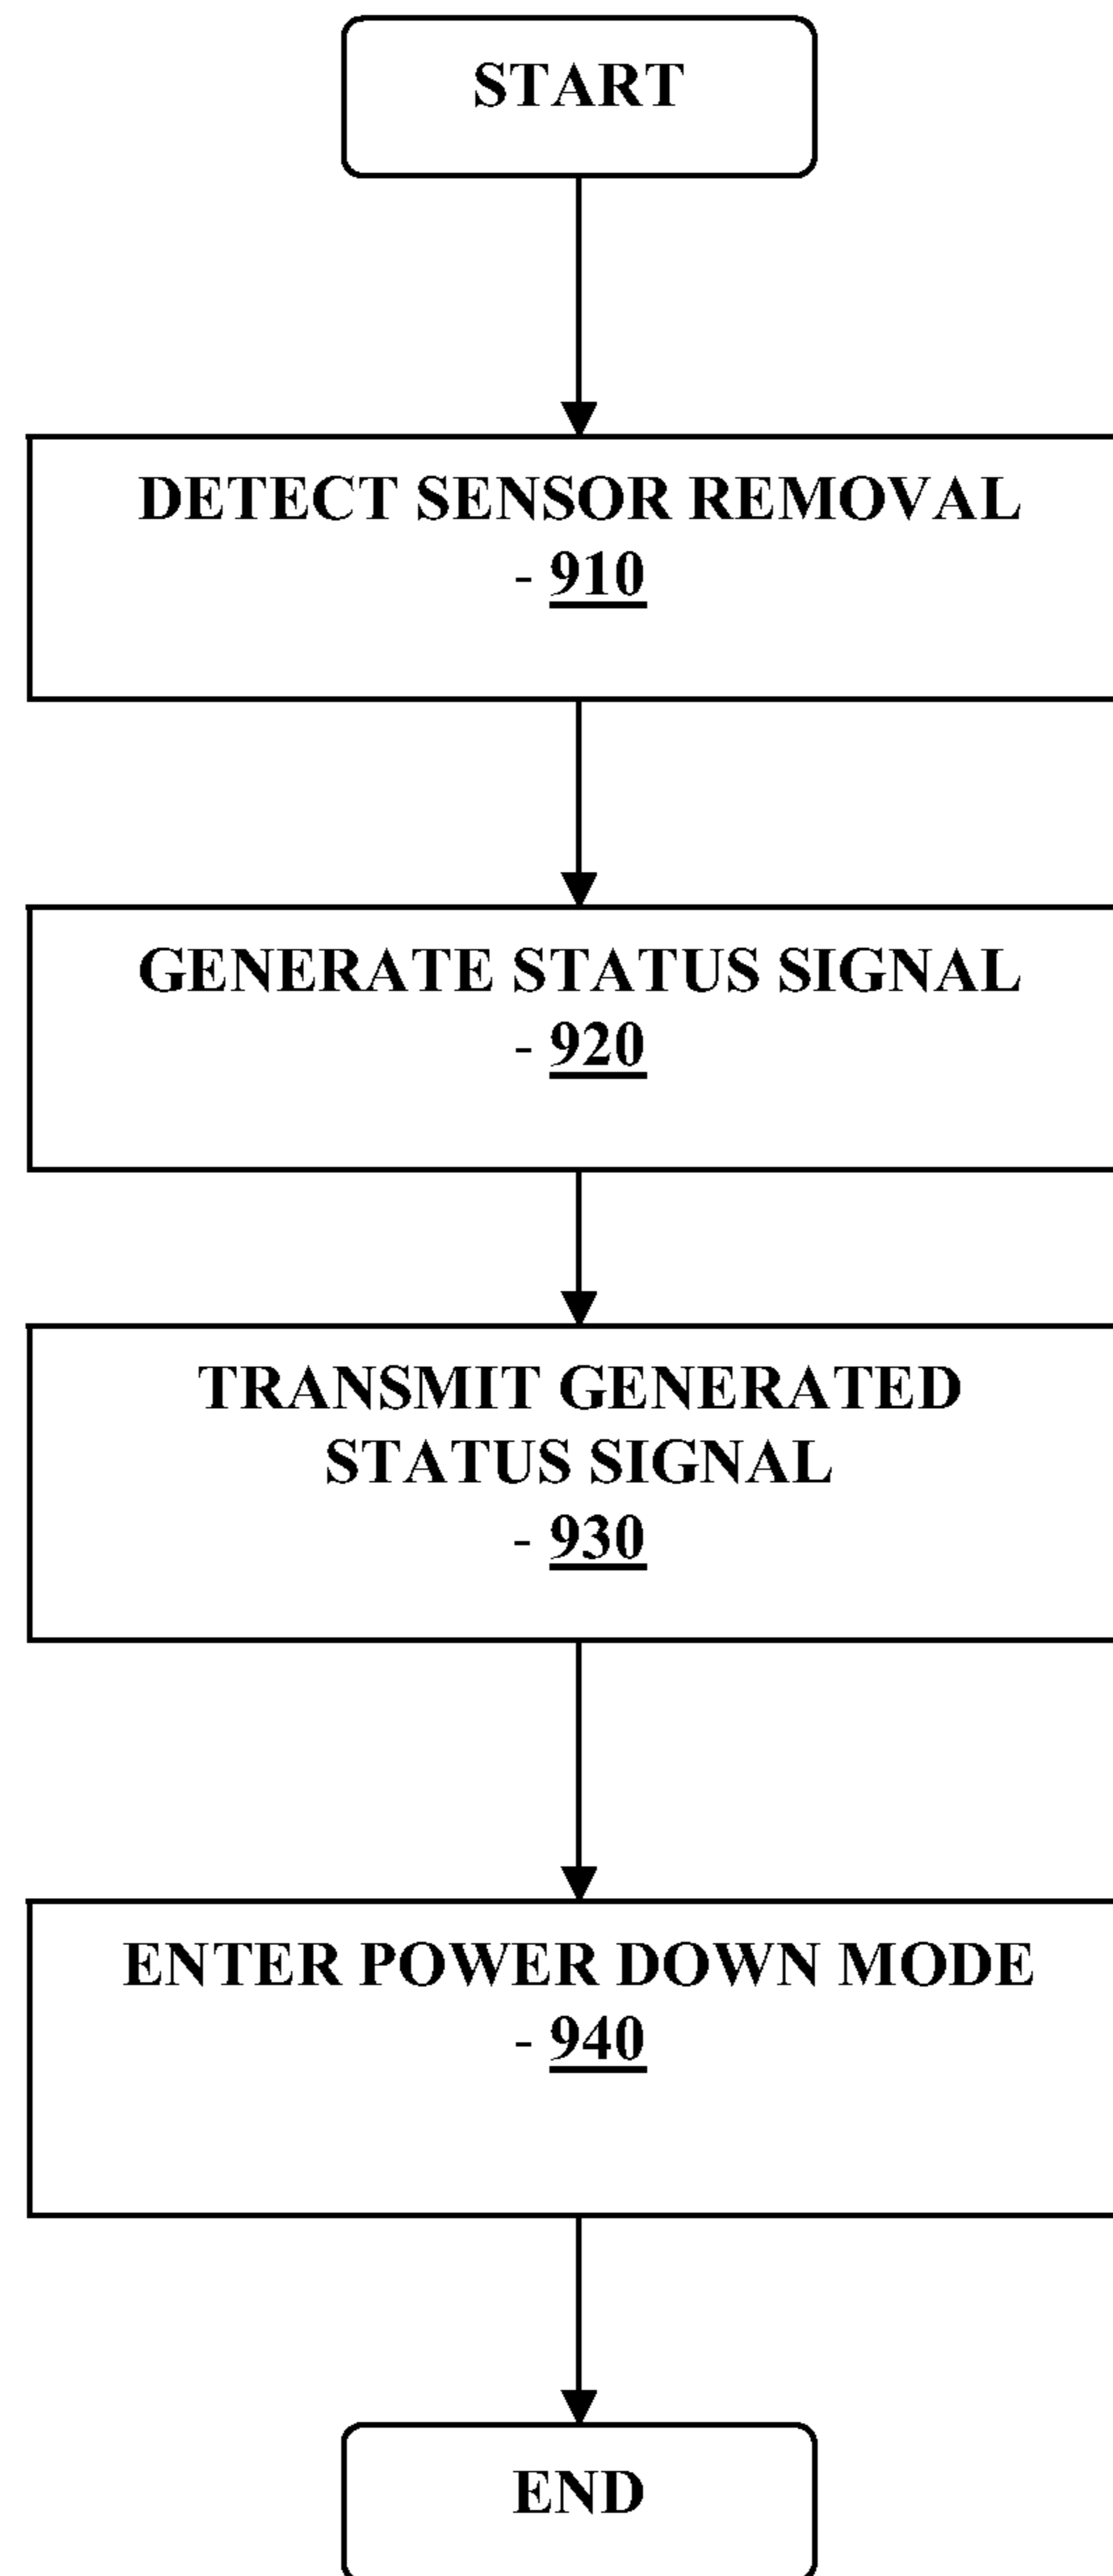 START
DETECT SENSOR REMOVAL
- 910
GENERATE STATUS SIGNAL
- 920
TRANSMIT GENERATED
STATUS SIGNAL
- 930
ENTER POWER DOWN MODE
- 940
END